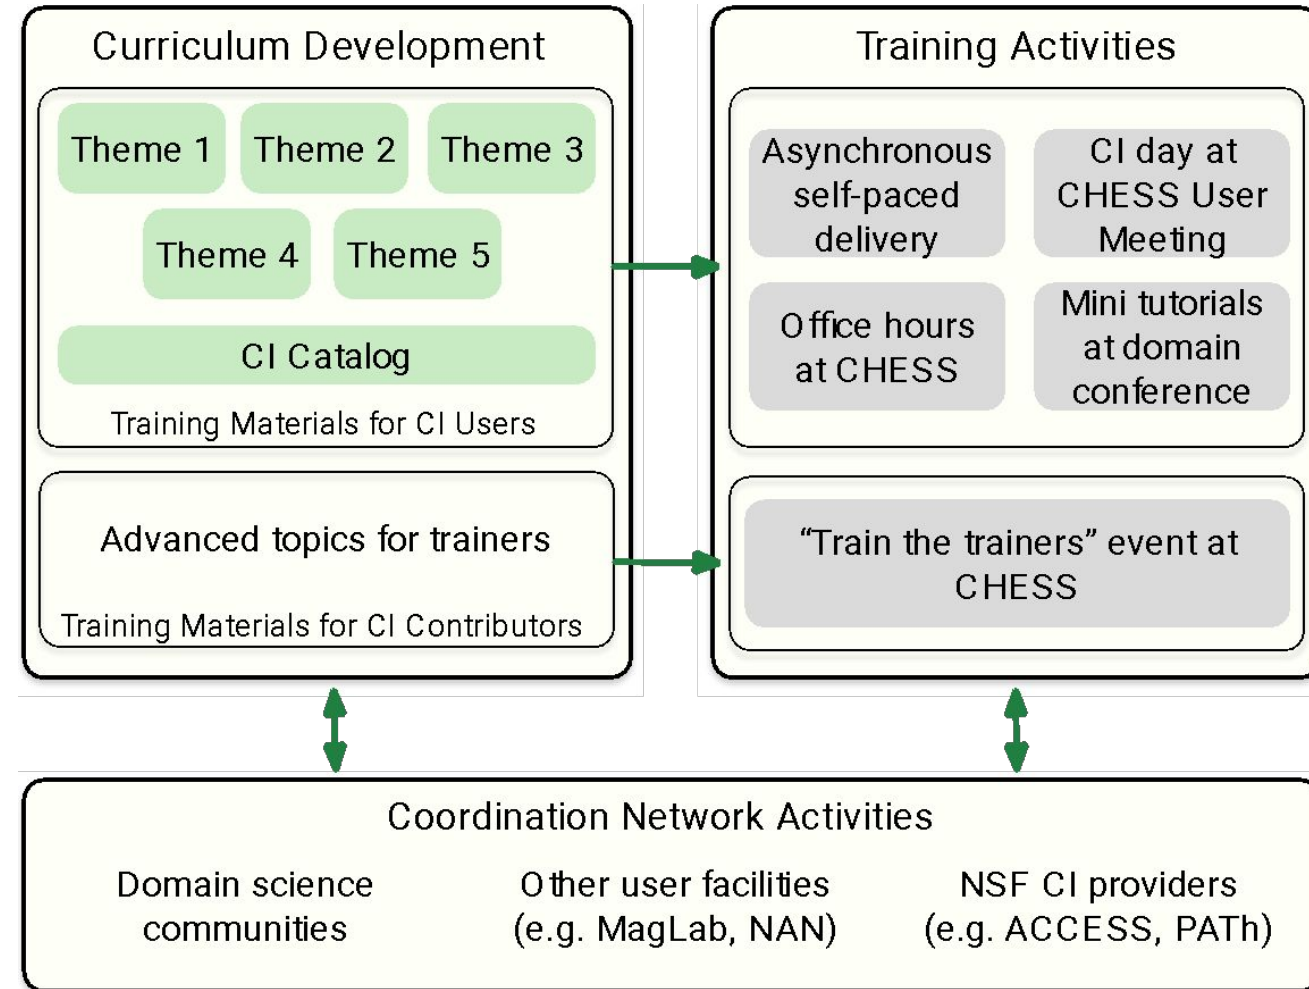 Curriculum Development
Theme 1
Theme 2
Theme 3
Theme 4
Theme 5
CI Catalog
Training Materials for CI Users
Advanced topics for trainers
Training Materials for CI Contributors
Training Activities
Asynchronous
self-paced
delivery
CI day at
CHESS User
Meeting
Office hours
at CHESS
Mini tutorials
at domain
conference
“Train the trainers” event at
CHESS
Coordination Network Activities
Domain science
communities
Other user facilities
(e.g. MagLab, NAN)
NSF CI providers
(e.g. ACCESS, PATh)